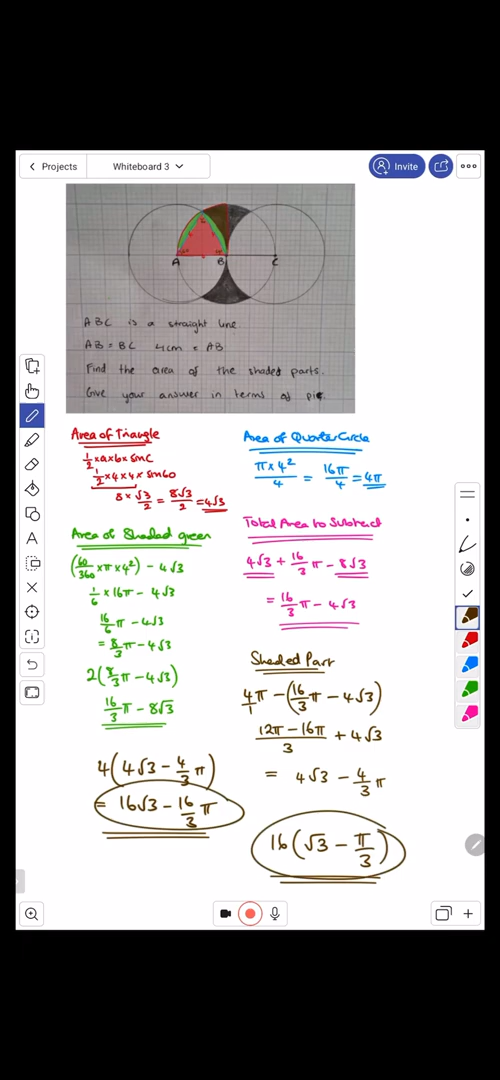 Projects
Whiteboard 3
Invite
A
B
C
ABC is a straight line.
AB = BC 4cm = AB
Find the area of the shaded parts.
Give your answer in terms of pi.
Area of Triangle
1/2 × a × b × sin C
1/2 × 4 × 4 × sin 60
8 × √3/2 = 8√3/2 = 4√3
Area of Shaded green
(60/360 × π × 4²) − 4√3
1/6 × 16π − 4√3
16/6 π − 4√3
= 8/3 π − 4√3
2(8/3 π − 4√3)
16/3 π − 8√3
4(4√3 − 4/3 π)
= 16√3 − 16/3 π
Area of Quarter Circle
π × 4²/4 = 16π/4 = 4π
Total Area to Subtract
4√3 + 16/3 π − 8√3
= 16/3 π − 4√3
Shaded Part
4/1 π − (16/3 π − 4√3)
12π − 16π/3 + 4√3
= 4√3 − 4/3 π
16(√3 − π/3)
A